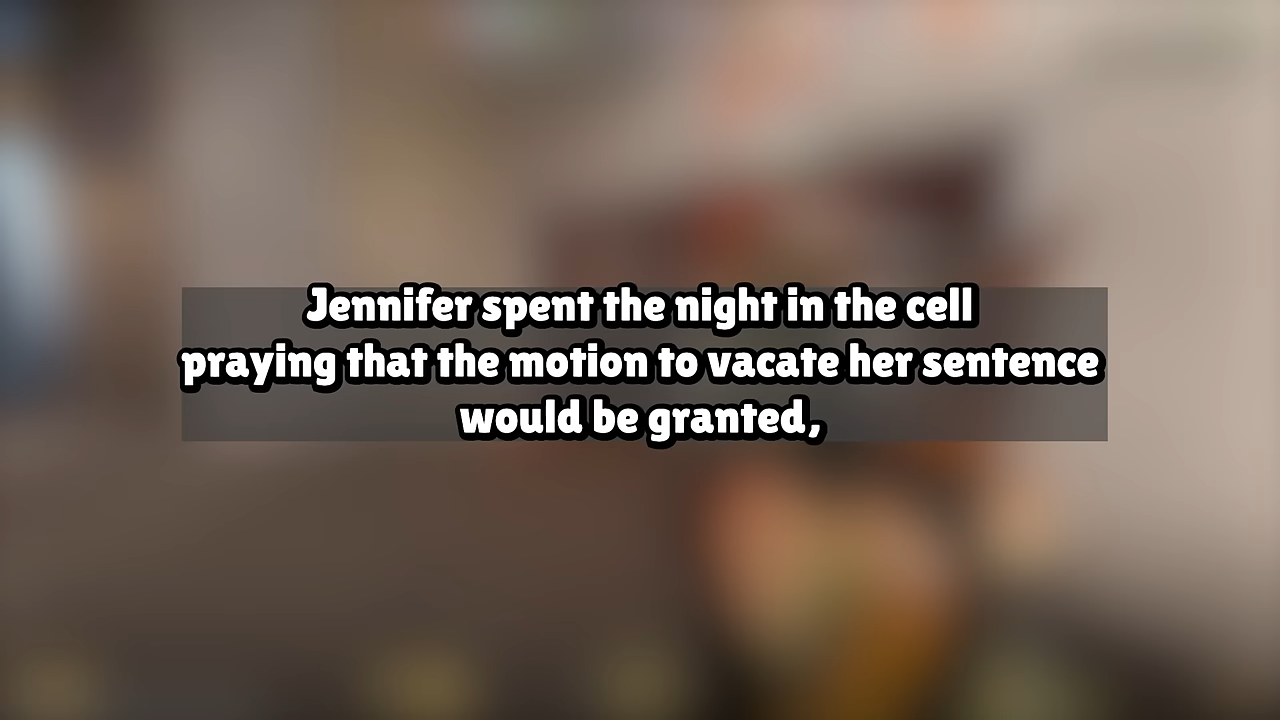 Jennifer spent the night in the cell
praying that the motion to vacate her sentence
would be granted,